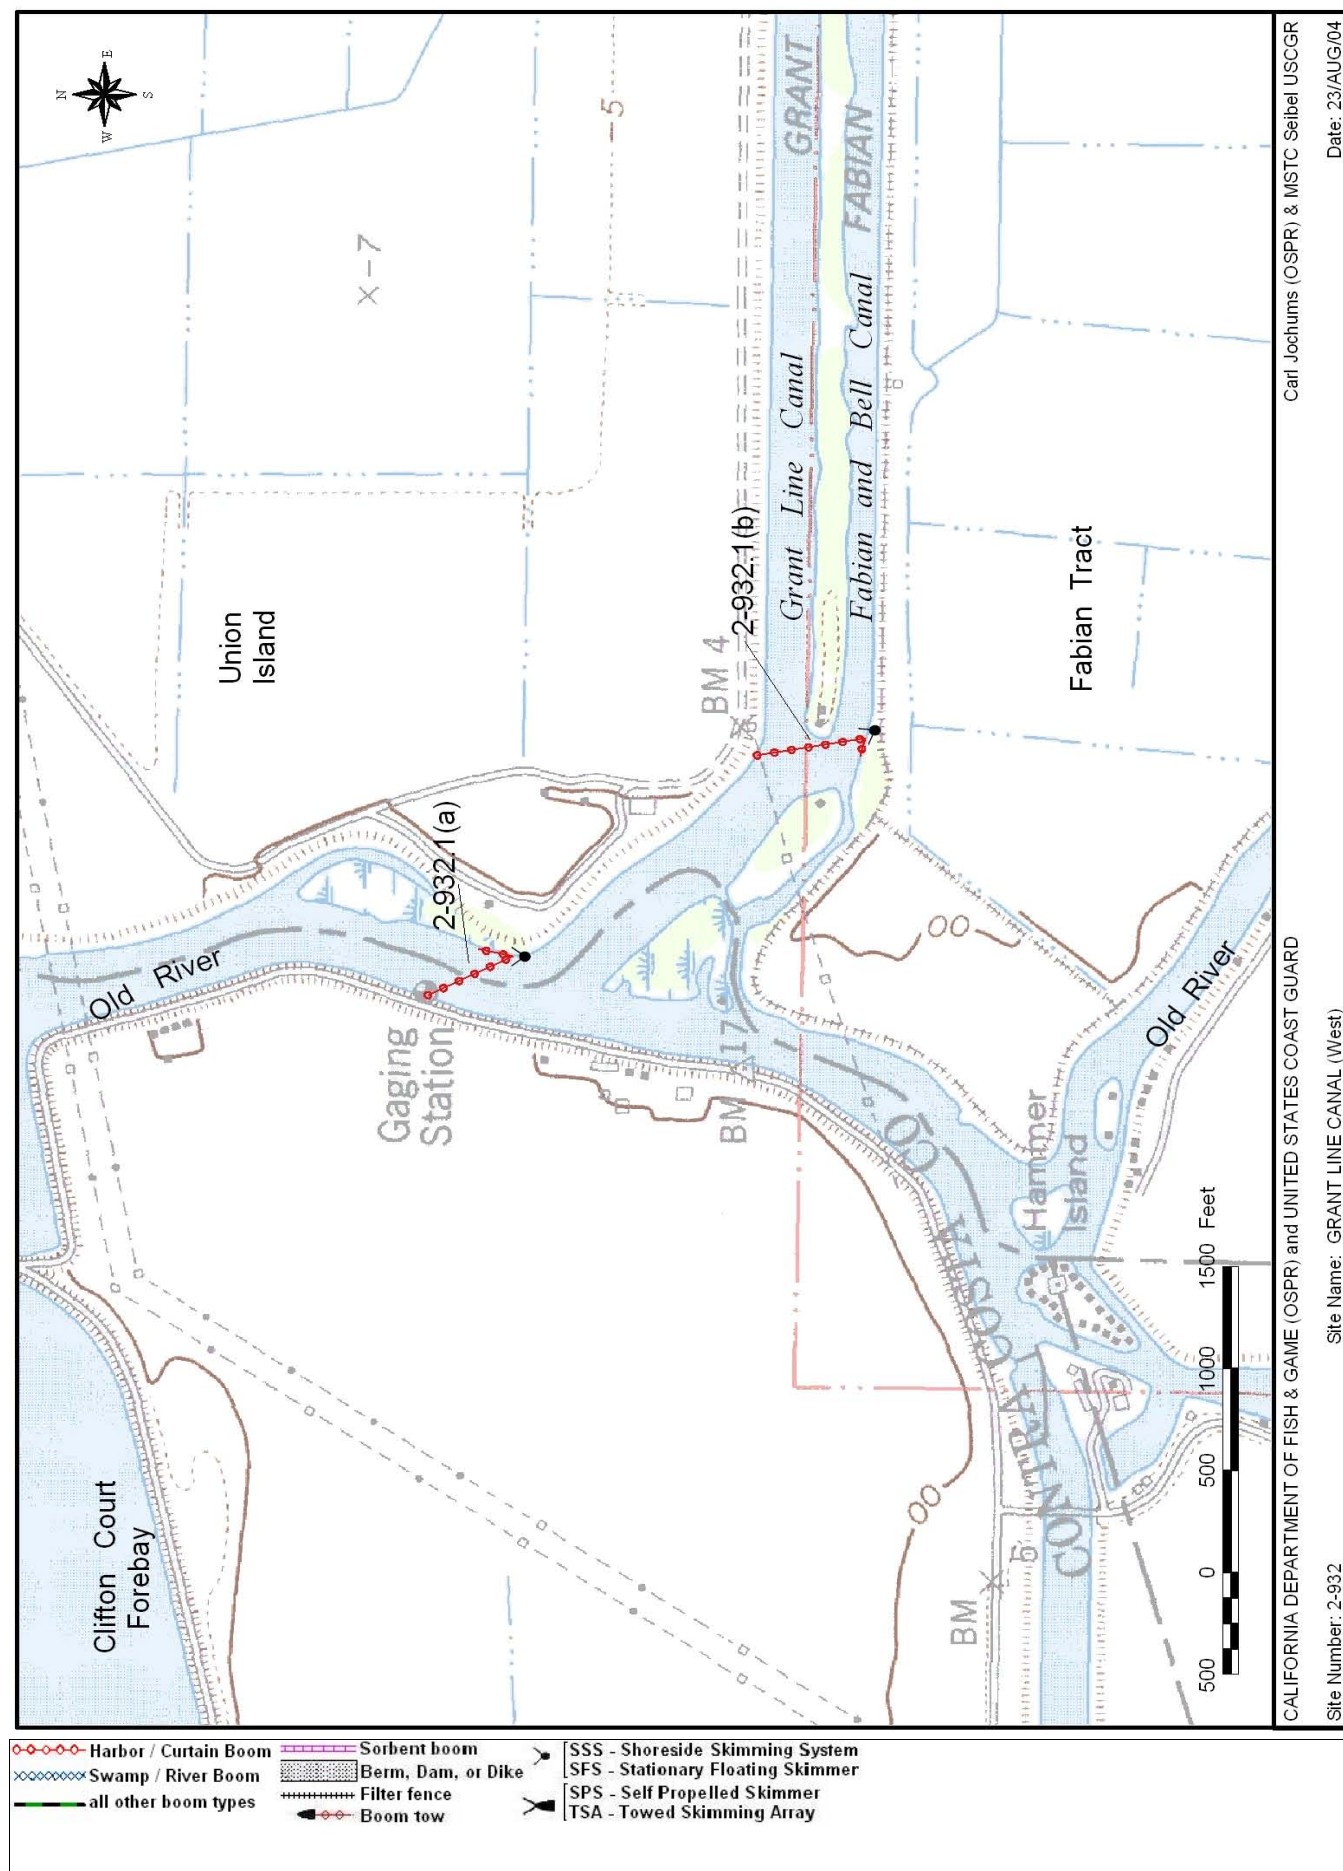 N
E
S
W
Union
Island
X-7
5
GRANT
FABIAN
Grant Line Canal
Fabian and Bell Canal
2-932.1(b)
BM 4
2-932.1(a)
Old River
Gaging
Station
BM X 17
Fabian Tract
00
Old River
Hammer
Island
CONTRA COSTA CO
Clifton Court
Forebay
00
BM X 5
500 0 500 1000 1500 Feet
CALIFORNIA DEPARTMENT OF FISH & GAME (OSPR) and UNITED STATES COAST GUARD
Carl Jochums (OSPR) & MSTC Seibel USCGR
Site Number: 2-932
Site Name: GRANT LINE CANAL (West)
Date: 23/AUG/04
Harbor / Curtain Boom
Swamp / River Boom
all other boom types
Sorbent boom
Berm, Dam, or Dike
Filter fence
Boom tow
SSS - Shoreside Skimming System
SFS - Stationary Floating Skimmer
SPS - Self Propelled Skimmer
TSA - Towed Skimming Array